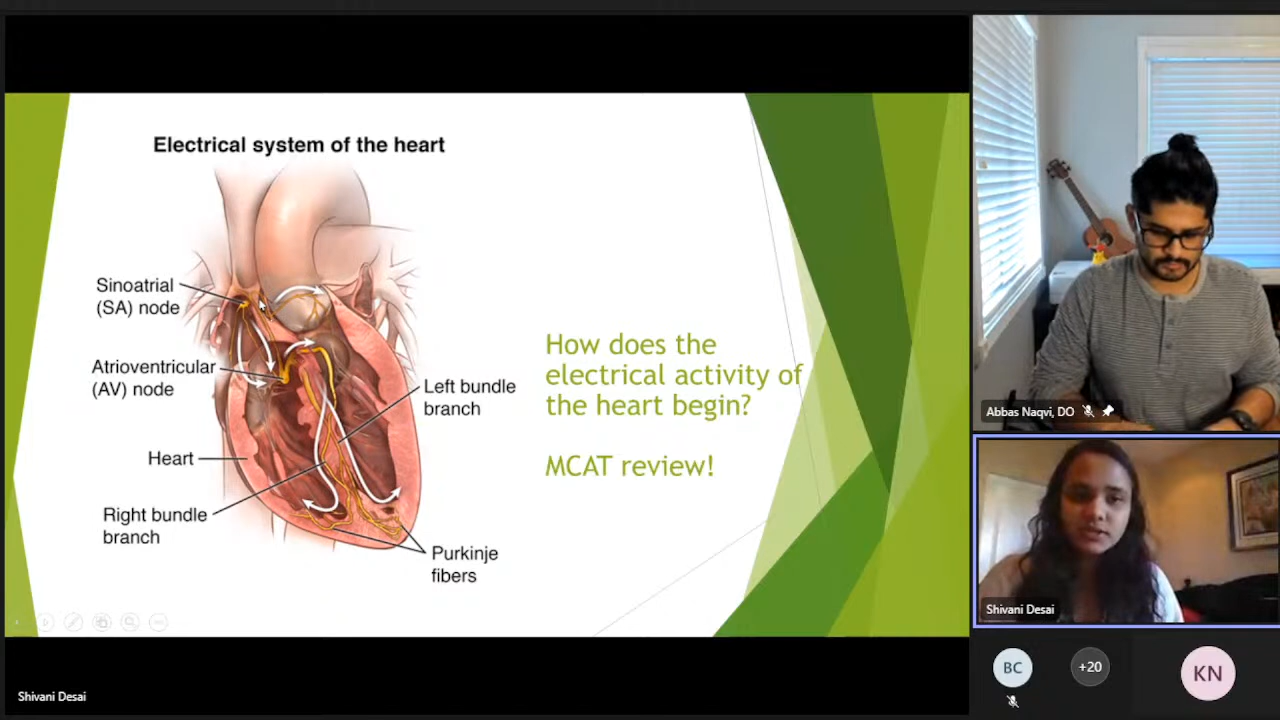 Electrical system of the heart
Sinoatrial
(SA) node
Atrioventricular
(AV) node
Left bundle
branch
Heart
Right bundle
branch
Purkinje
fibers
How does the
electrical activity of
the heart begin?
MCAT review!
Shivani Desai
Abbas Naqvi, DO
Shivani Desai
BC
+20
KN